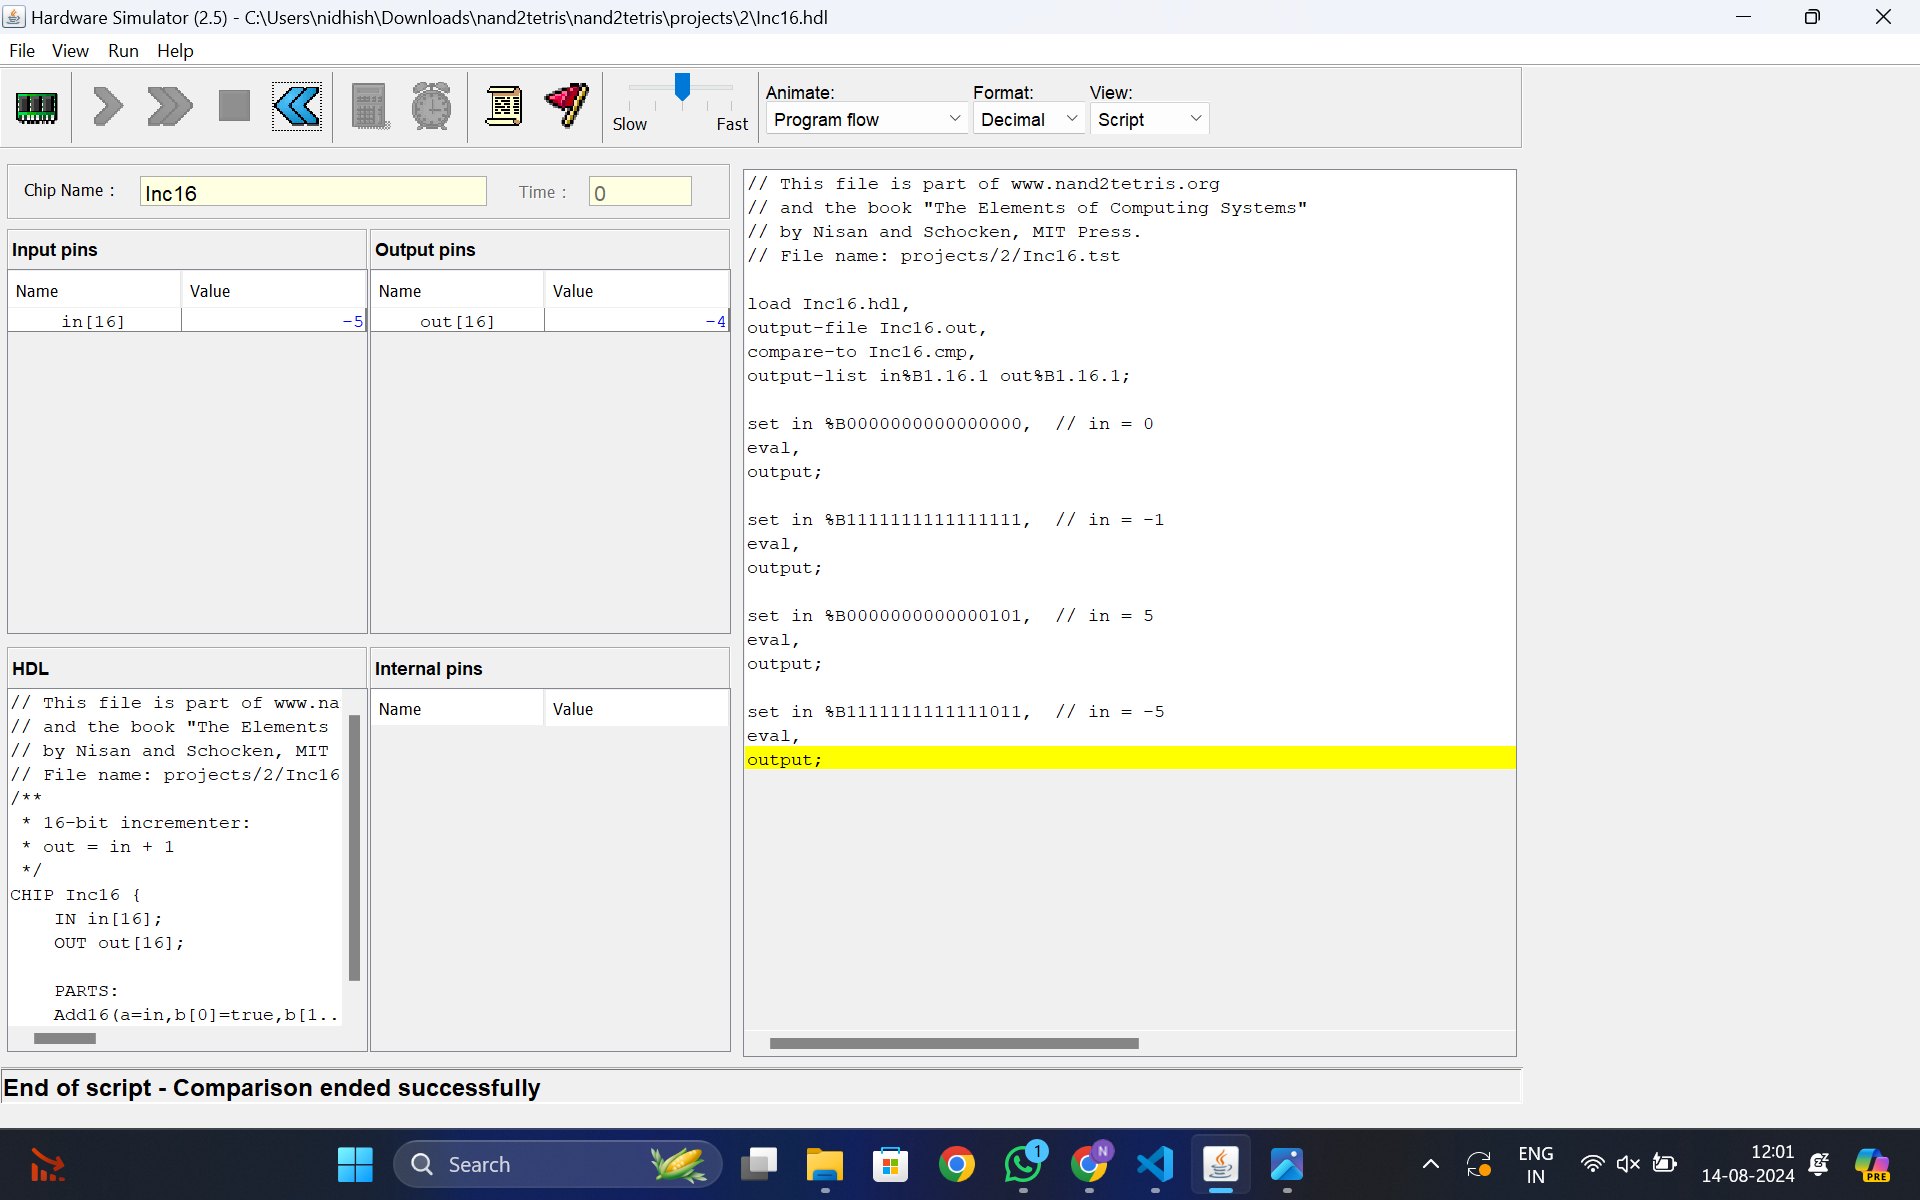 Hardware Simulator (2.5) - C:\Users\nidhish\Downloads\nand2tetris\nand2tetris\projects\2\Inc16.hdl
File View Run Help
Slow Fast
Animate: Format: View:
Program flow Decimal Script
Chip Name : Inc16 Time : 0
Input pins
Name Value
in[16] -5
Output pins
Name Value
out[16] -4
HDL
// This file is part of www.na
// and the book "The Elements
// by Nisan and Schocken, MIT
// File name: projects/2/Inc16
/**
* 16-bit incrementer:
* out = in + 1
*/
CHIP Inc16 {
IN in[16];
OUT out[16];
PARTS:
Add16(a=in,b[0]=true,b[1..
Internal pins
Name Value
// This file is part of www.nand2tetris.org
// and the book "The Elements of Computing Systems"
// by Nisan and Schocken, MIT Press.
// File name: projects/2/Inc16.tst
load Inc16.hdl,
output-file Inc16.out,
compare-to Inc16.cmp,
output-list in%B1.16.1 out%B1.16.1;
set in %B0000000000000000, // in = 0
eval,
output;
set in %B1111111111111111, // in = -1
eval,
output;
set in %B0000000000000101, // in = 5
eval,
output;
set in %B1111111111111011, // in = -5
eval,
output;
End of script - Comparison ended successfully
Search
1
N
ENG
IN
12:01
14-08-2024
PRE